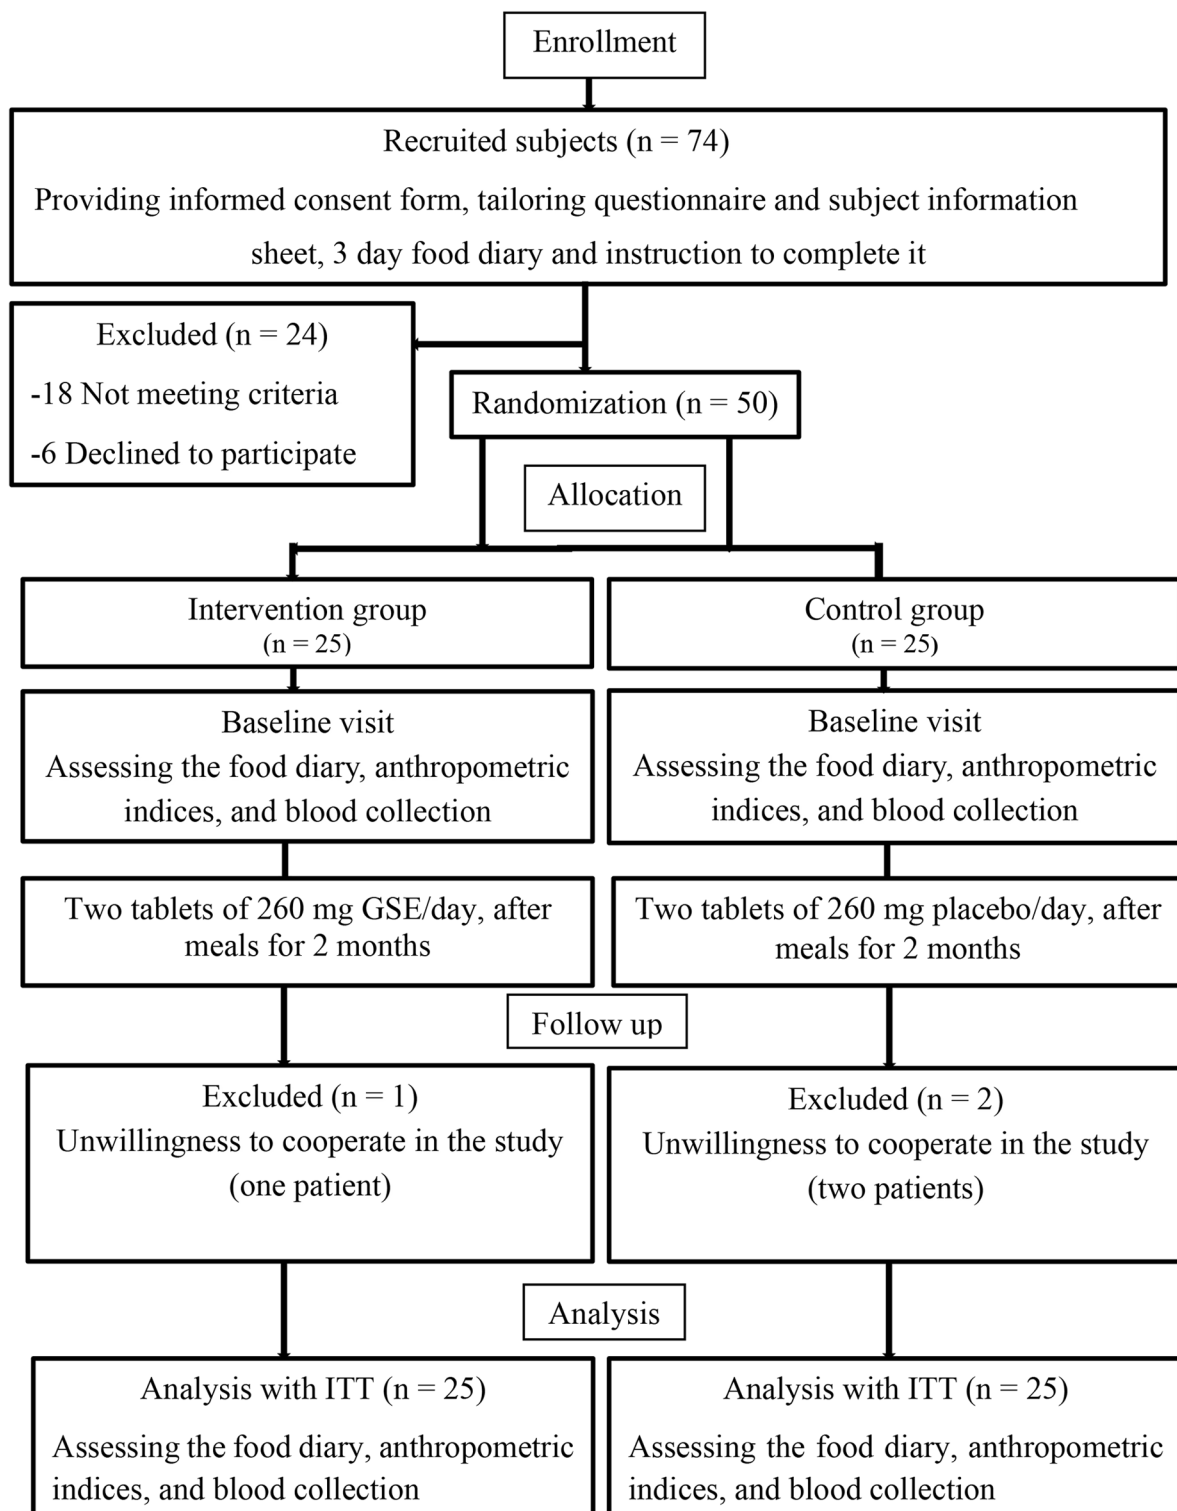 Enrollment
Recruited subjects (n = 74)
Providing informed consent form, tailoring questionnaire and subject information
sheet, 3 day food diary and instruction to complete it
Excluded (n = 24)
-18 Not meeting criteria
-6 Declined to participate
Randomization (n = 50)
Allocation
Intervention group
(n = 25)
Control group
(n = 25)
Baseline visit
Assessing the food diary, anthropometric
indices, and blood collection
Baseline visit
Assessing the food diary, anthropometric
indices, and blood collection
Two tablets of 260 mg GSE/day, after
meals for 2 months
Two tablets of 260 mg placebo/day, after
meals for 2 months
Follow up
Excluded (n = 1)
Unwillingness to cooperate in the study
(one patient)
Excluded (n = 2)
Unwillingness to cooperate in the study
(two patients)
Analysis
Analysis with ITT (n = 25)
Assessing the food diary, anthropometric
indices, and blood collection
Analysis with ITT (n = 25)
Assessing the food diary, anthropometric
indices, and blood collection